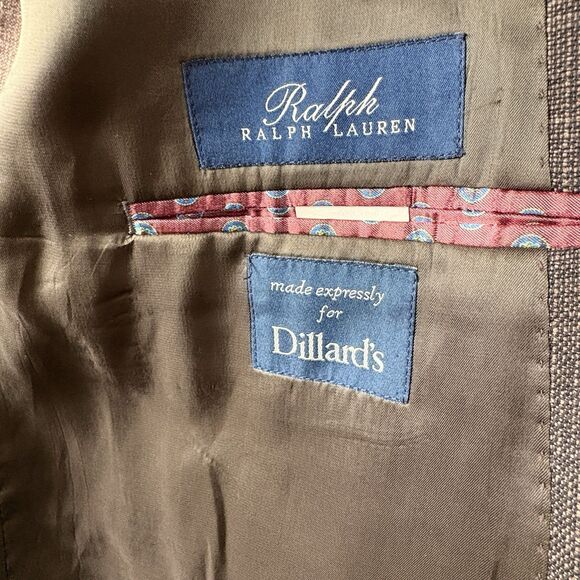 Ralph
RALPH LAUREN
made expressly
for
Dillard's